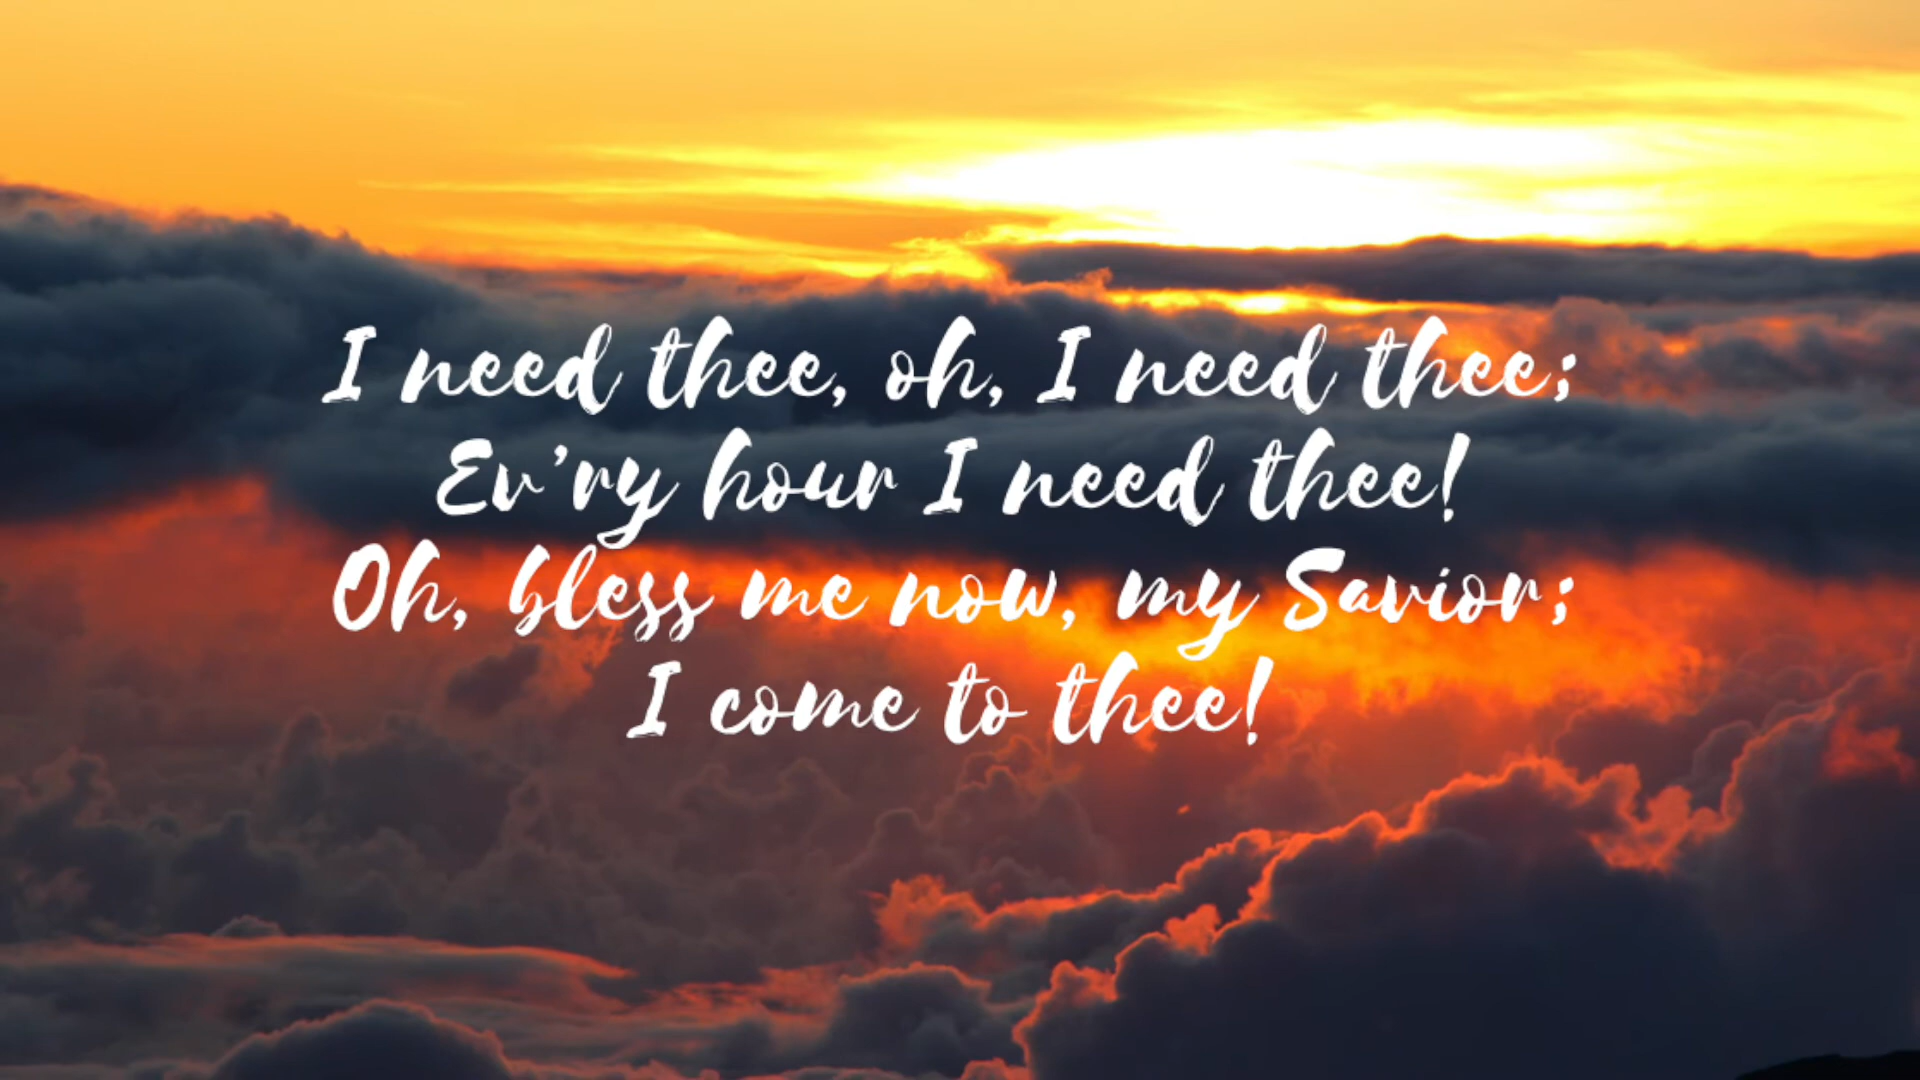 I need thee, oh, I need thee;
Ev'ry hour I need thee!
Oh, bless me now, my Savior;
I come to thee!